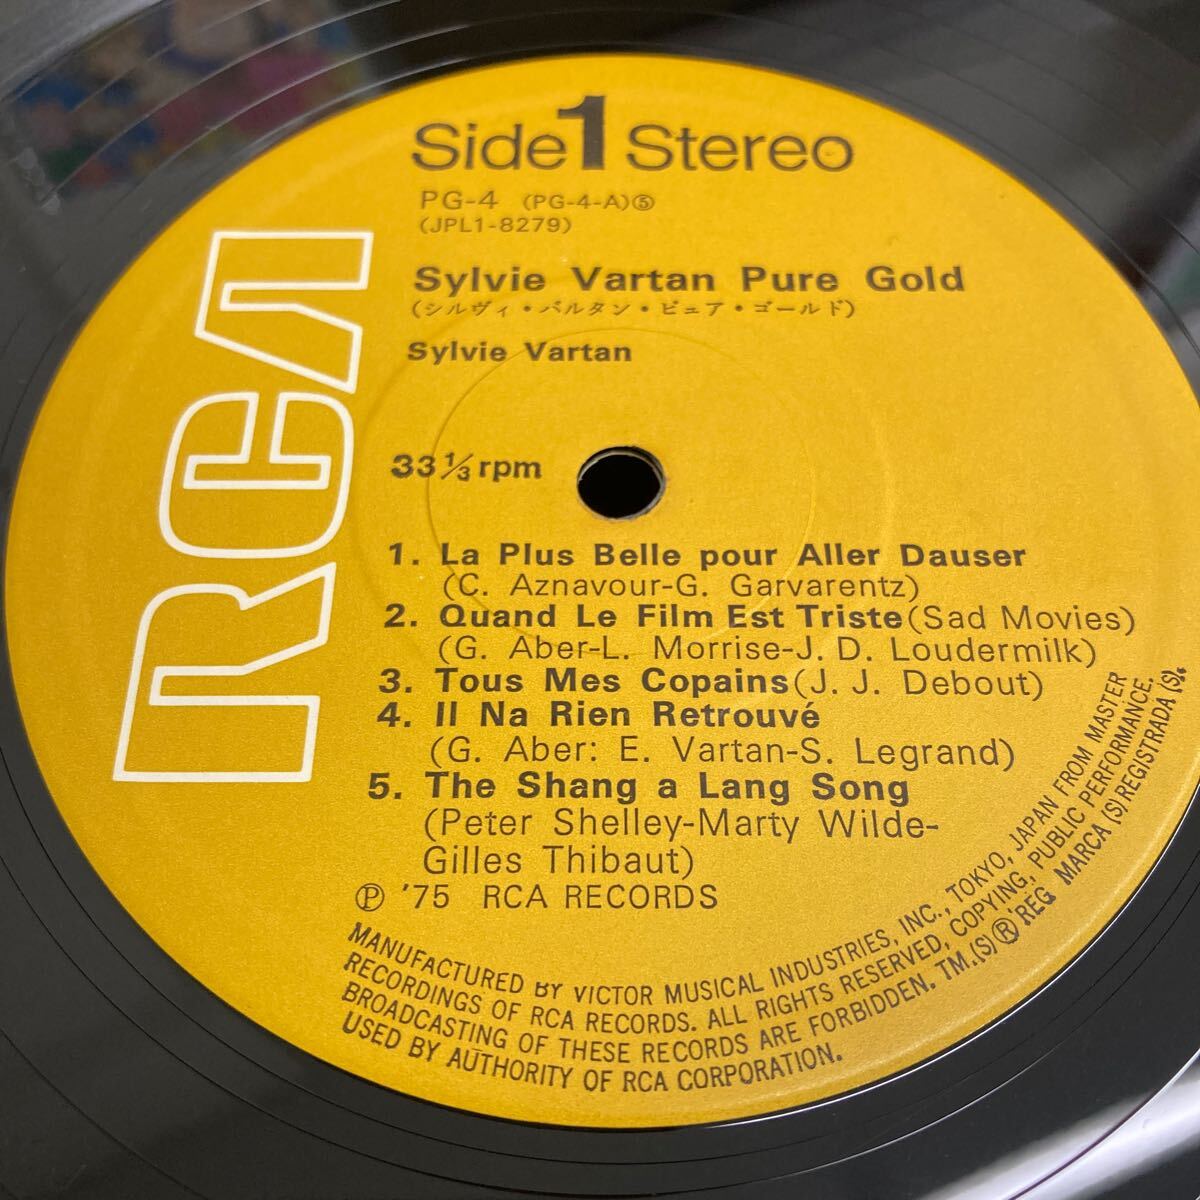 Side 1 Stereo
PG-4 (PG-4-A)⑤
(JPL1-8279)
Sylvie Vartan Pure Gold
(シルヴィ・バルタン・ピュア・ゴールド)
Sylvie Vartan
RCA
33 1/3 rpm
1. La Plus Belle pour Aller Dauser
(C. Aznavour-G. Garvarentz)
2. Quand Le Film Est Triste(Sad Movies)
(G. Aber-L. Morrise-J. D. Loudermilk)
3. Tous Mes Copains(J. J. Debout)
4. Il Na Rien Retrouvé
(G. Aber: E. Vartan-S. Legrand)
5. The Shang a Lang Song
(Peter Shelley-Marty Wilde-
Gilles Thibaut)
℗ '75 RCA RECORDS
MANUFACTURED BY VICTOR MUSICAL INDUSTRIES, INC., TOKYO, JAPAN FROM MASTER
RECORDINGS OF RCA RECORDS. ALL RIGHTS RESERVED, COPYING, PUBLIC PERFORMANCE.
BROADCASTING OF THESE RECORDS ARE FORBIDDEN. TM.(S)® REG MARCA (S) REGISTRADA (S).
USED BY AUTHORITY OF RCA CORPORATION.